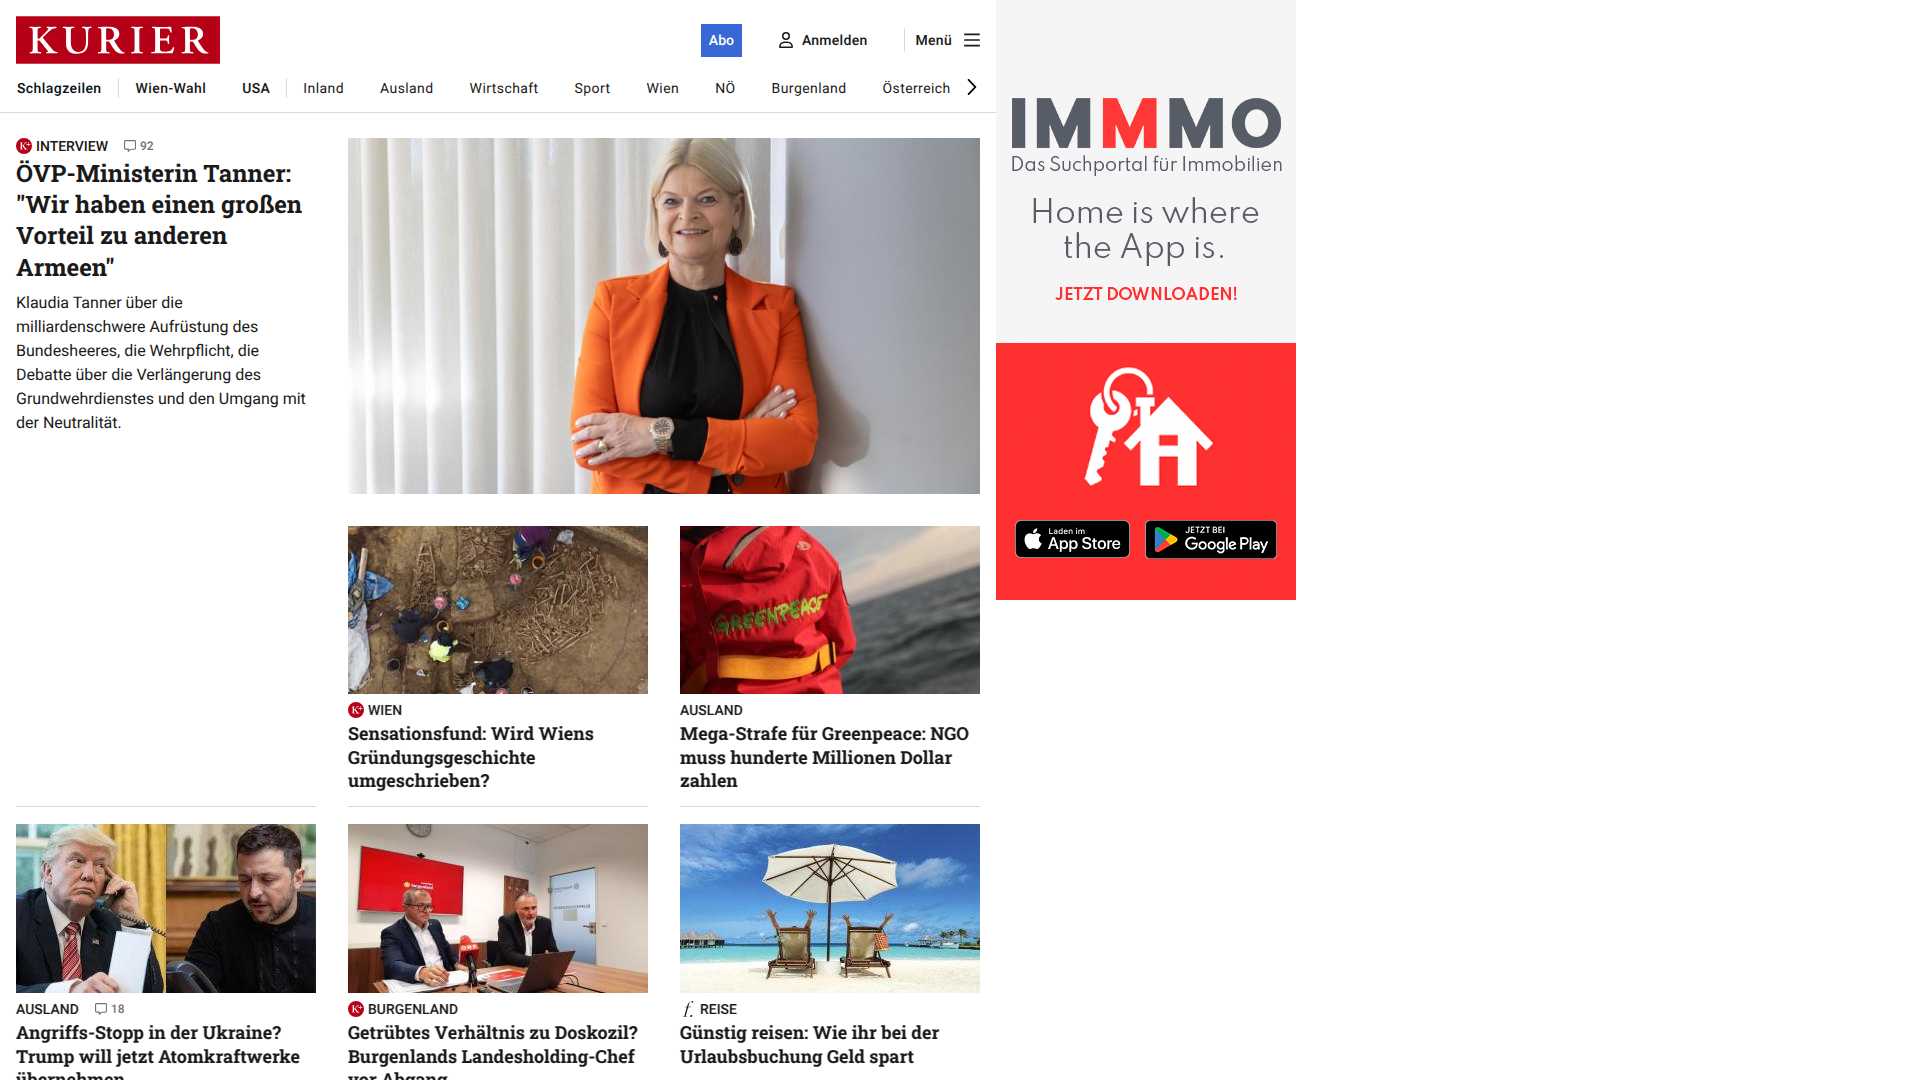 KURIER
Abo
Anmelden
Menü
Schlagzeilen
Wien-Wahl
USA
Inland
Ausland
Wirtschaft
Sport
Wien
NÖ
Burgenland
Österreich
INTERVIEW 92
ÖVP-Ministerin Tanner:
"Wir haben einen großen
Vorteil zu anderen
Armeen"
Klaudia Tanner über die
milliardenschwere Aufrüstung des
Bundesheeres, die Wehrpflicht, die
Debatte über die Verlängerung des
Grundwehrdienstes und den Umgang mit
der Neutralität.
GREENPEACE
WIEN
Sensationsfund: Wird Wiens
Gründungsgeschichte
umgeschrieben?
AUSLAND
Mega-Strafe für Greenpeace: NGO
muss hunderte Millionen Dollar
zahlen
AUSLAND 18
Angriffs-Stopp in der Ukraine?
Trump will jetzt Atomkraftwerke
übernehmen
BURGENLAND
Getrübtes Verhältnis zu Doskozil?
Burgenlands Landesholding-Chef
vor Abgang
f. REISE
Günstig reisen: Wie ihr bei der
Urlaubsbuchung Geld spart
IMMMO
Das Suchportal für Immobilien
Home is where
the App is.
JETZT DOWNLOADEN!
Laden im
App Store
JETZT BEI
Google Play